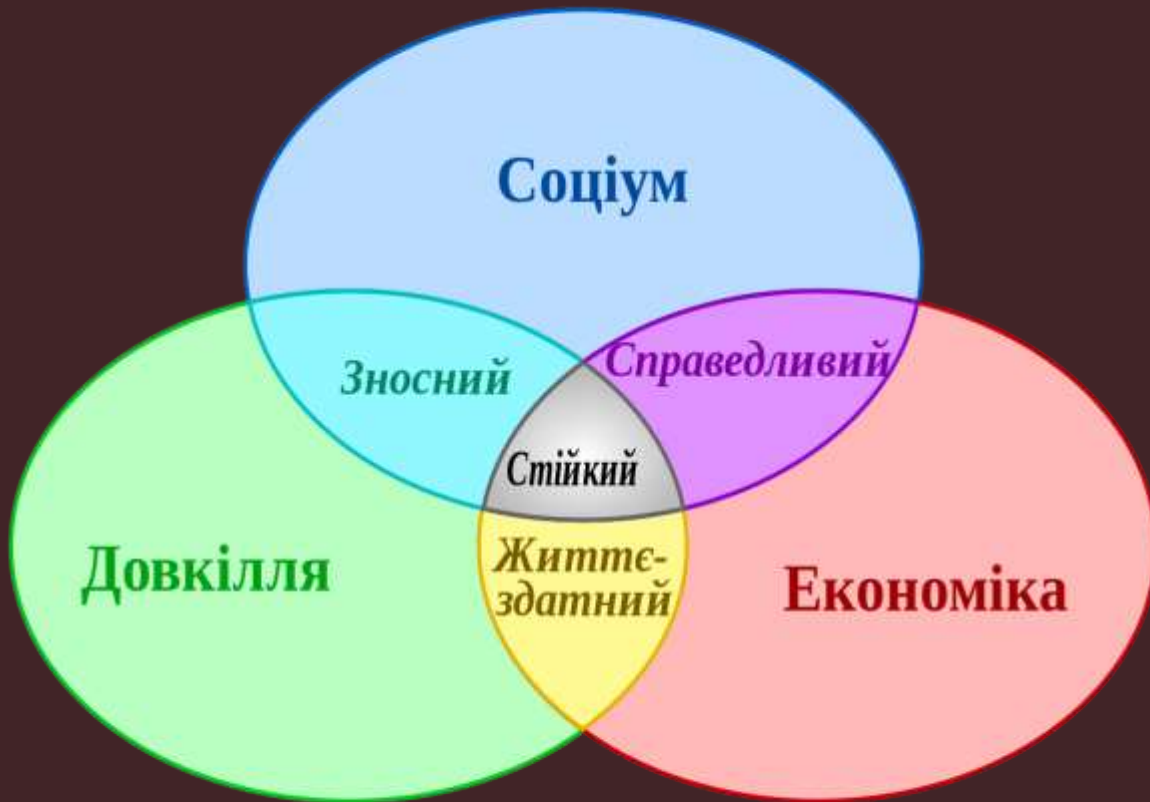 Соціум
Зносний
Справедливий
Стійкий
Довкілля
Життє-
здатний
Економіка